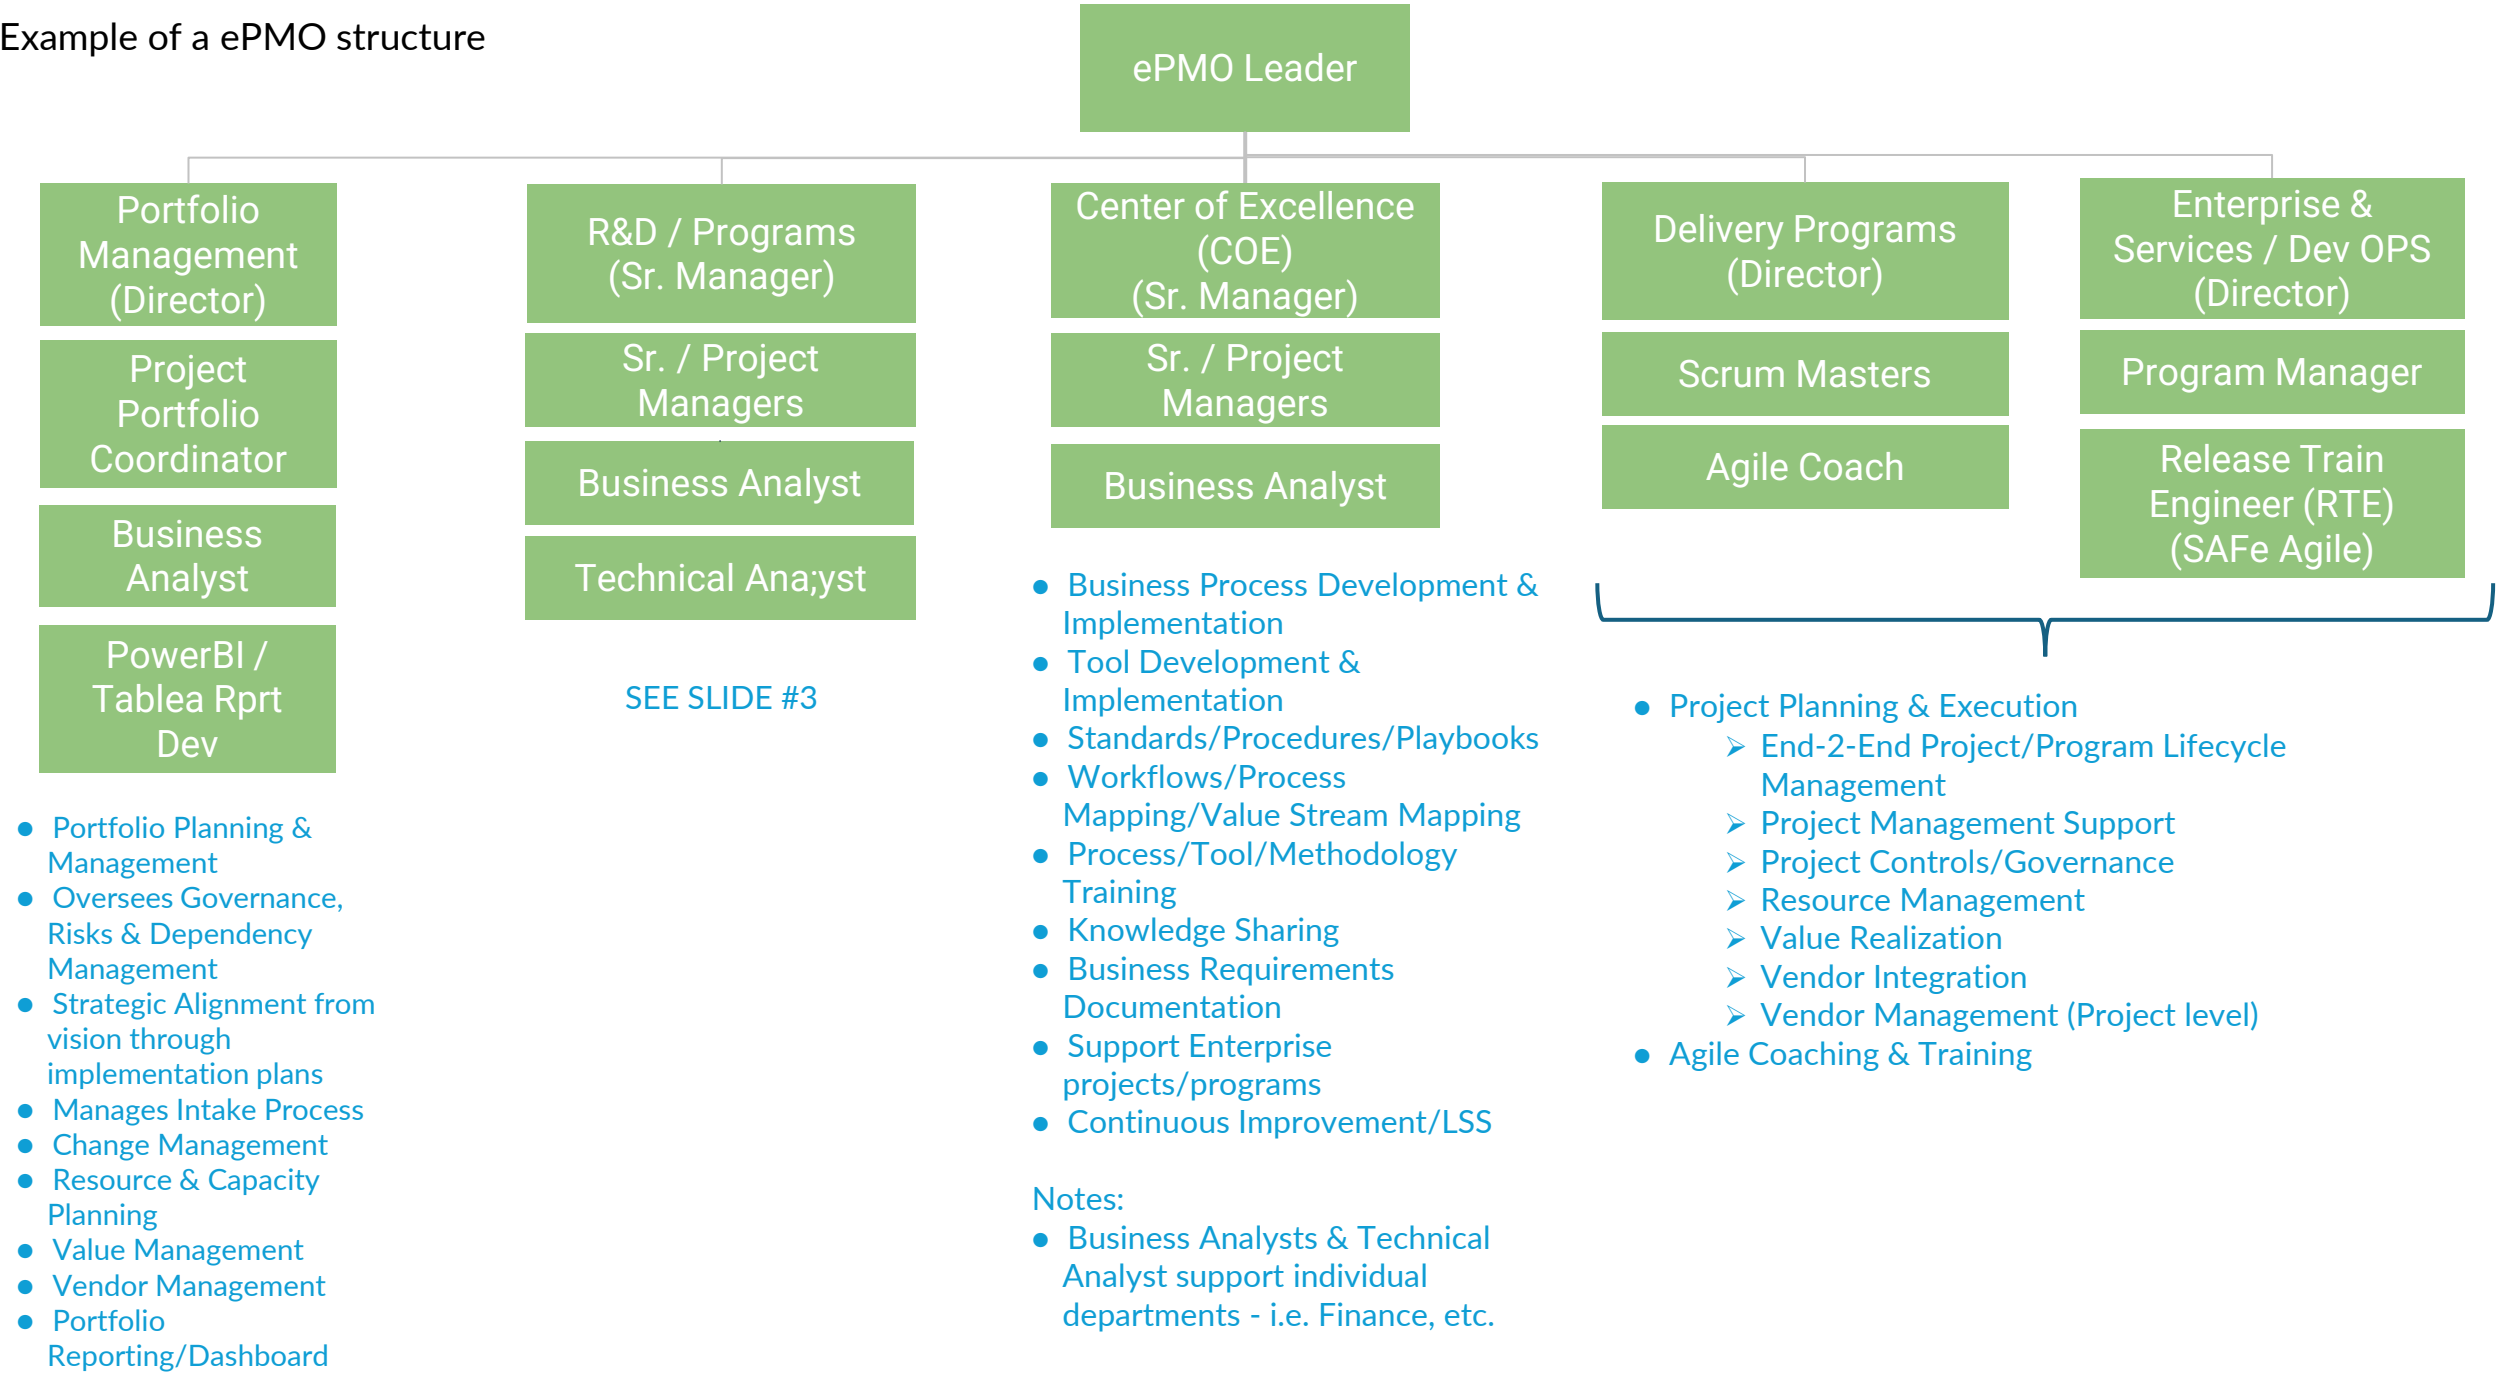 Example of a ePMO structure
ePMO Leader
Portfolio
Management
(Director)
Project
Portfolio
Coordinator
Business
Analyst
PowerBI /
Tablea Rprt
Dev
● Portfolio Planning &
Management
● Oversees Governance,
Risks & Dependency
Management
● Strategic Alignment from
vision through
implementation plans
● Manages Intake Process
● Change Management
● Resource & Capacity
Planning
● Value Management
● Vendor Management
● Portfolio
Reporting/Dashboard
R&D / Programs
(Sr. Manager)
Sr. / Project
Managers
Business Analyst
Technical Ana;yst
SEE SLIDE #3
Center of Excellence
(COE)
(Sr. Manager)
Sr. / Project
Managers
Business Analyst
● Business Process Development &
Implementation
● Tool Development &
Implementation
● Standards/Procedures/Playbooks
● Workflows/Process
Mapping/Value Stream Mapping
● Process/Tool/Methodology
Training
● Knowledge Sharing
● Business Requirements
Documentation
● Support Enterprise
projects/programs
● Continuous Improvement/LSS
Notes:
● Business Analysts & Technical
Analyst support individual
departments - i.e. Finance, etc.
Delivery Programs
(Director)
Scrum Masters
Agile Coach
Enterprise &
Services / Dev OPS
(Director)
Program Manager
Release Train
Engineer (RTE)
(SAFe Agile)
● Project Planning & Execution
➢ End-2-End Project/Program Lifecycle
Management
➢ Project Management Support
➢ Project Controls/Governance
➢ Resource Management
➢ Value Realization
➢ Vendor Integration
➢ Vendor Management (Project level)
● Agile Coaching & Training